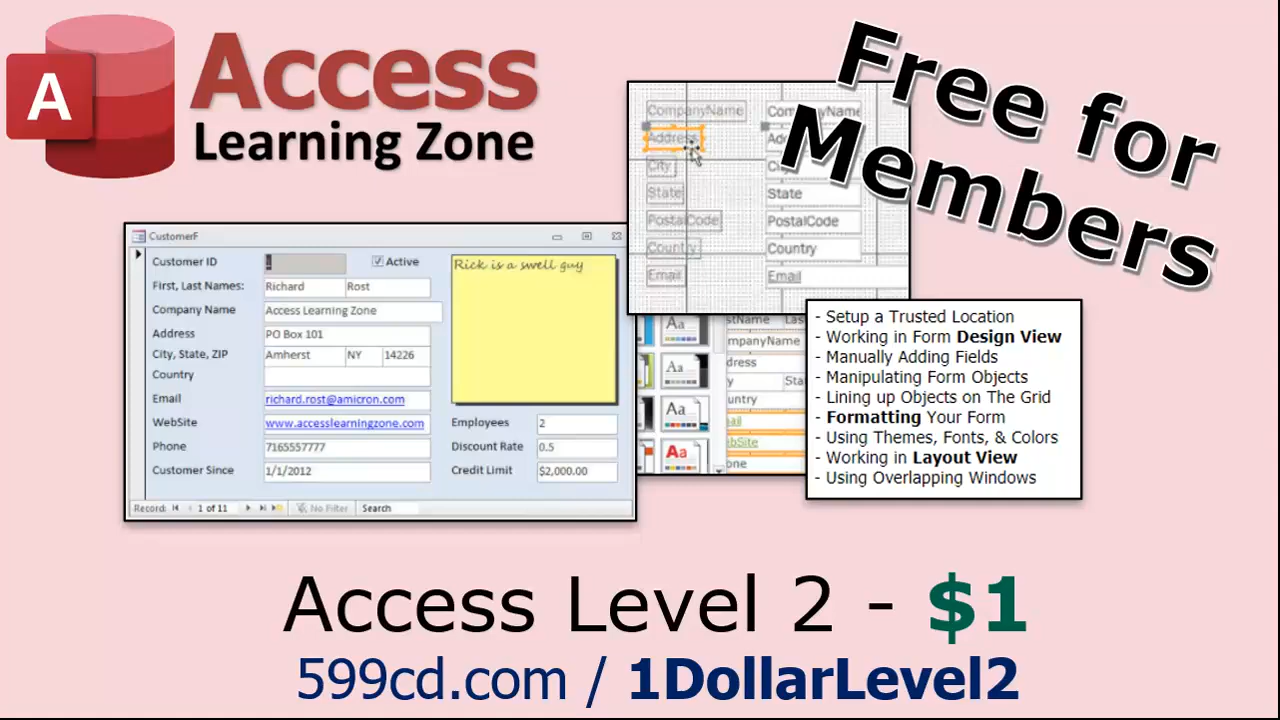 A
Access
Learning Zone
Free for
Members
CompanyName CompanyName
Address
City
State State
PostalCode PostalCode
Country Country
Email Email
CustomerF
Customer ID Active
First, Last Names: Richard Rost
Company Name Access Learning Zone
Address PO Box 101
City, State, ZIP Amherst NY 14226
Country
Email richard.rost@amicron.com
WebSite www.accesslearningzone.com
Phone 7165557777
Customer Since 1/1/2012
Rick is a swell guy
Employees 2
Discount Rate 0.5
Credit Limit $2,000.00
Record: 1 of 11 No Filter Search
Aa
Aa
Aa
Aa
- Setup a Trusted Location
- Working in Form Design View
- Manually Adding Fields
- Manipulating Form Objects
- Lining up Objects on The Grid
- Formatting Your Form
- Using Themes, Fonts, & Colors
- Working in Layout View
- Using Overlapping Windows
Access Level 2 - $1
599cd.com / 1DollarLevel2